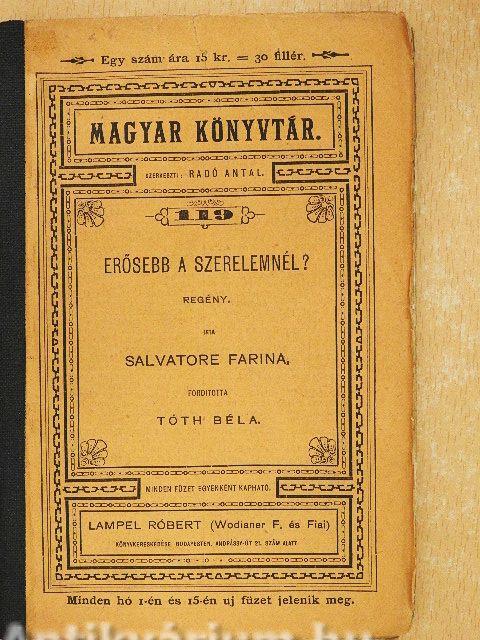 Egy szám ára 15 kr. = 30 fillér.
MAGYAR KÖNYVTÁR.
SZERKESZTI: RADÓ ANTAL.
119
ERŐSEBB A SZERELEMNÉL?
REGÉNY.
IRTA
SALVATORE FARINA,
FORDITOTTA
TÓTH BÉLA.
MINDEN FÜZET EGYENKÉNT KAPHATÓ.
LAMPEL RÓBERT (Wodianer F. és Fiai)
KÖNYVKERESKEDÉSE BUDAPESTEN, ANDRÁSSY-ÚT 21. SZÁM ALATT.
Minden hó 1-én és 15-én uj füzet jelenik meg.
Antikvárium.hu